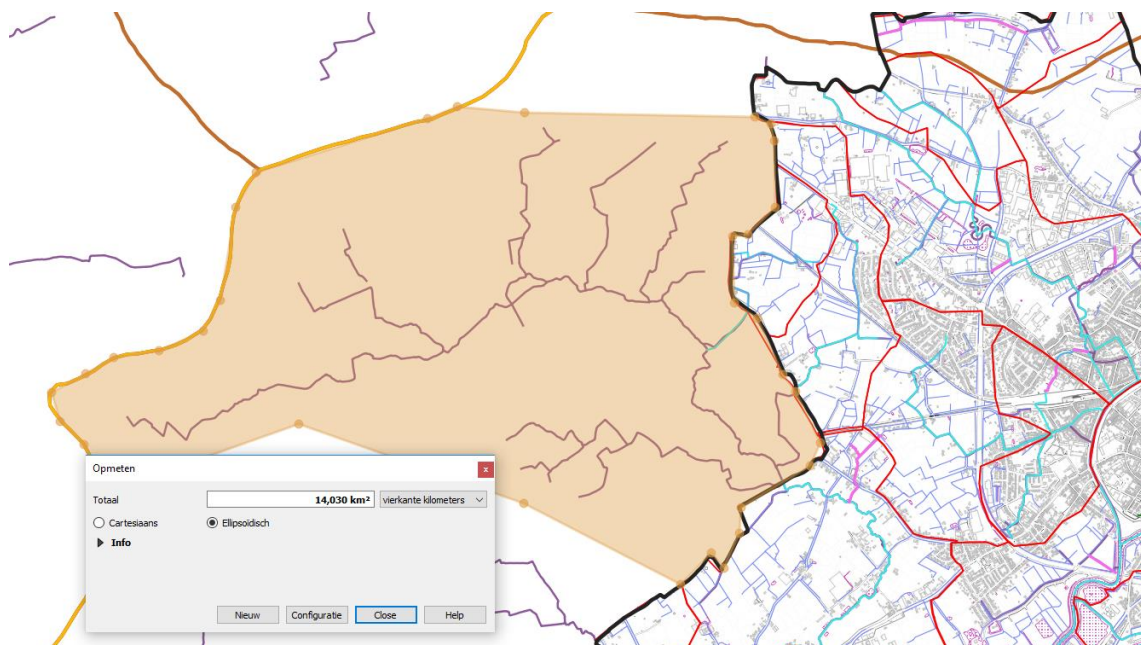 Opmeten
x
Totaal 14,030 km² vierkante kilometers
Cartesiaans Ellipsoïdisch
Info
Nieuw Configuratie Close Help